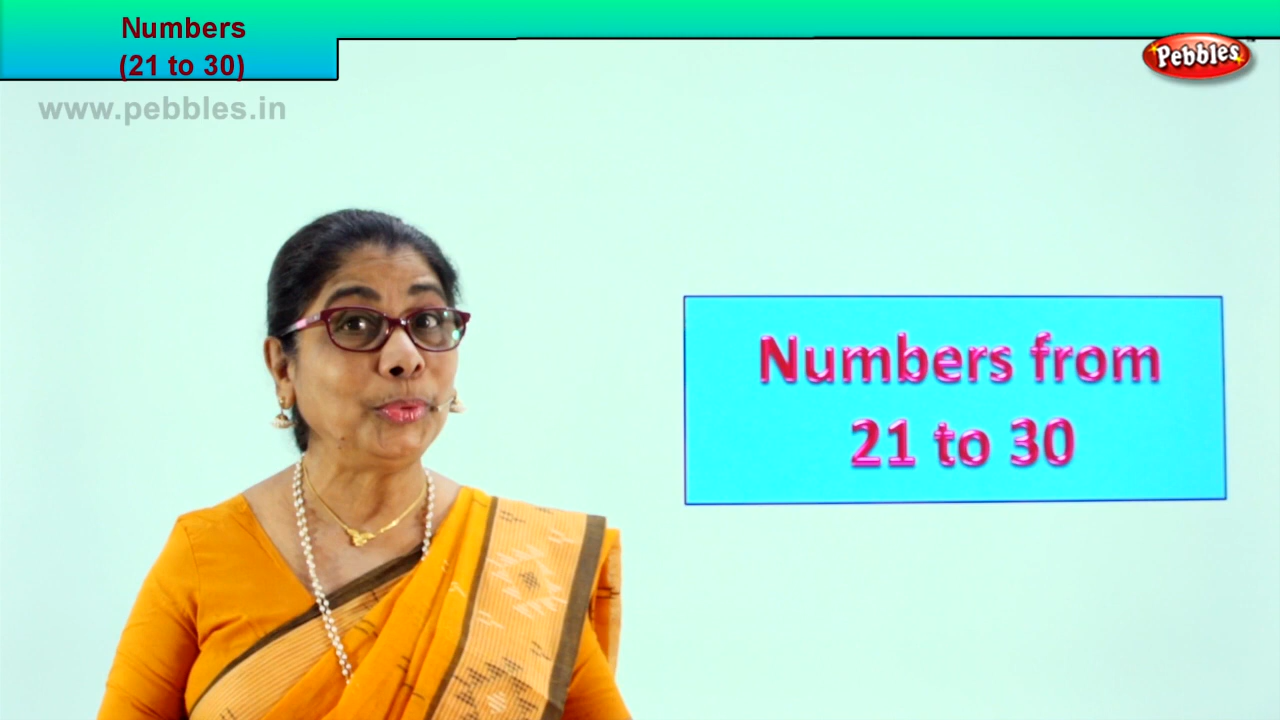 Numbers
(21 to 30)
Pebbles
www.pebbles.in
Numbers from
21 to 30